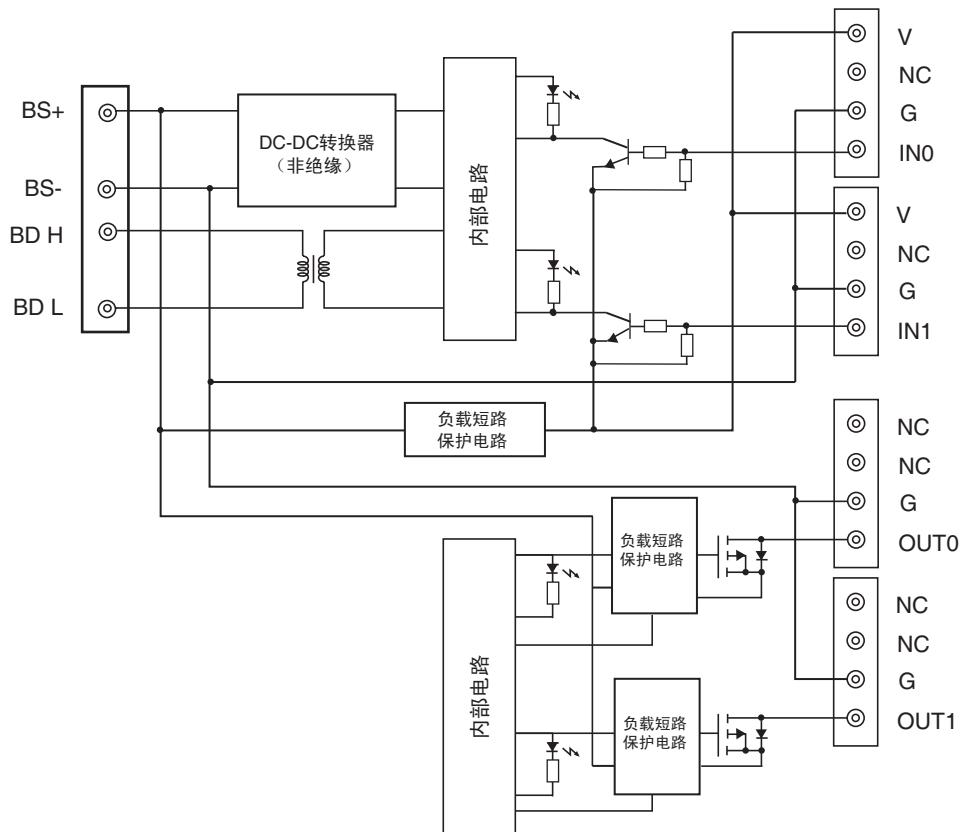 BS+
BS-
BD H
BD L
DC-DC转换器
（非绝缘）
内部电路
V
NC
G
IN0
V
NC
G
IN1
负载短路
保护电路
NC
NC
G
OUT0
NC
NC
G
OUT1
内部电路
负载短路
保护电路
负载短路
保护电路